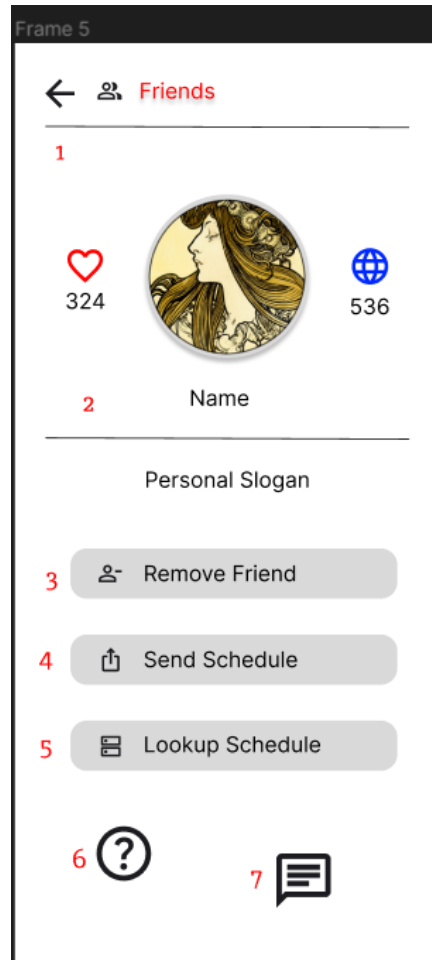 Frame 5
Friends
1
324
536
2
Name
Personal Slogan
3 Remove Friend
4 Send Schedule
5 Lookup Schedule
6 ?
7